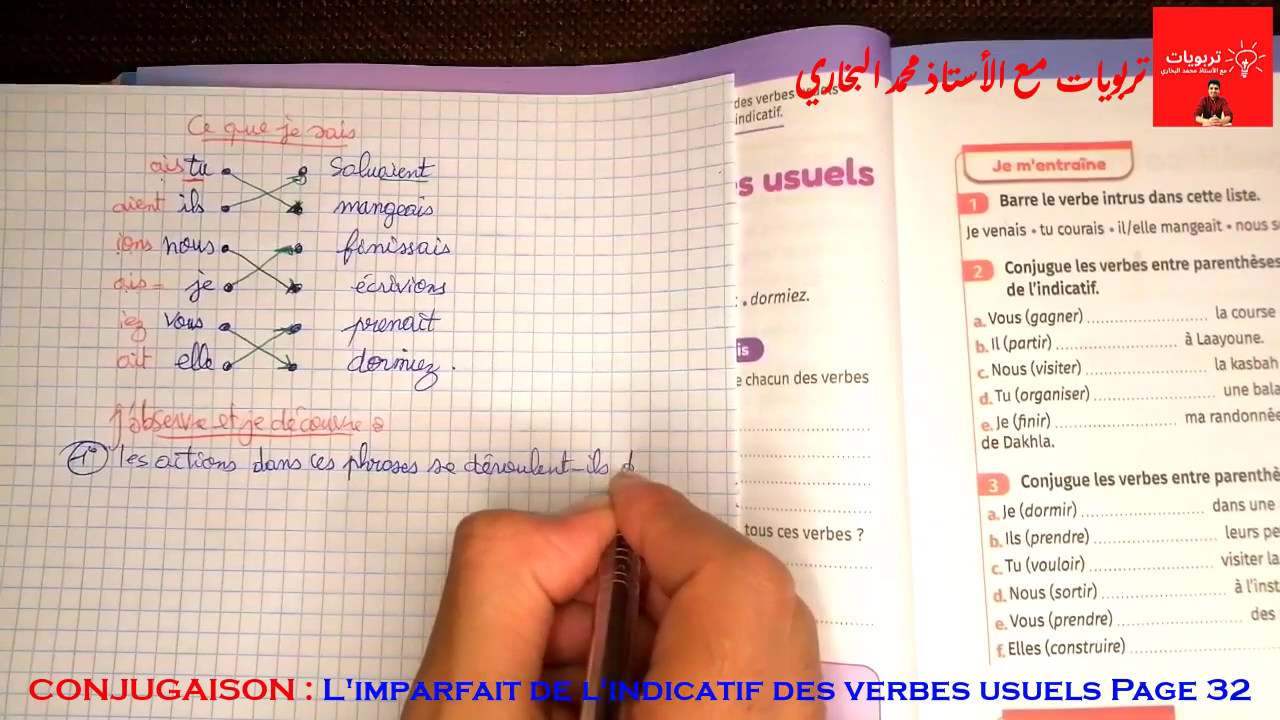 تربويات مع الأستاذ محمد البخاري
تربويات
مع الأستاذ محمد البخاري
Ce que je sais
ais tu saluaient
aient ils mangeais
ions nous finissais
ais je écrivions
iez vous prenait
ait elle dormiez.
J'observe et je découvre :
1° les actions dans ces phrases se déroulent-ils d
des verbes usuels
indicatif.
s usuels
. dormiez.
is
e chacun des verbes
tous ces verbes ?
Je m'entraîne
1 Barre le verbe intrus dans cette liste.
Je venais • tu courais • il/elle mangeait • nous s
2 Conjugue les verbes entre parenthèses
de l'indicatif.
a. Vous (gagner) .................... la course
b. Il (partir) .................... à Laayoune.
c. Nous (visiter) .................... la kasbah
d. Tu (organiser) .................... une bala
e. Je (finir) .................... ma randonnée
de Dakhla.
3 Conjugue les verbes entre parenthè
a. Je (dormir) .................... dans une
b. Ils (prendre) .................... leurs pe
c. Tu (vouloir) .................... visiter la
d. Nous (sortir) .................... à l'inst
e. Vous (prendre) .................... des
f. Elles (construire) ....................
CONJUGAISON : L'IMPARFAIT DE L'INDICATIF DES VERBES USUELS PAGE 32